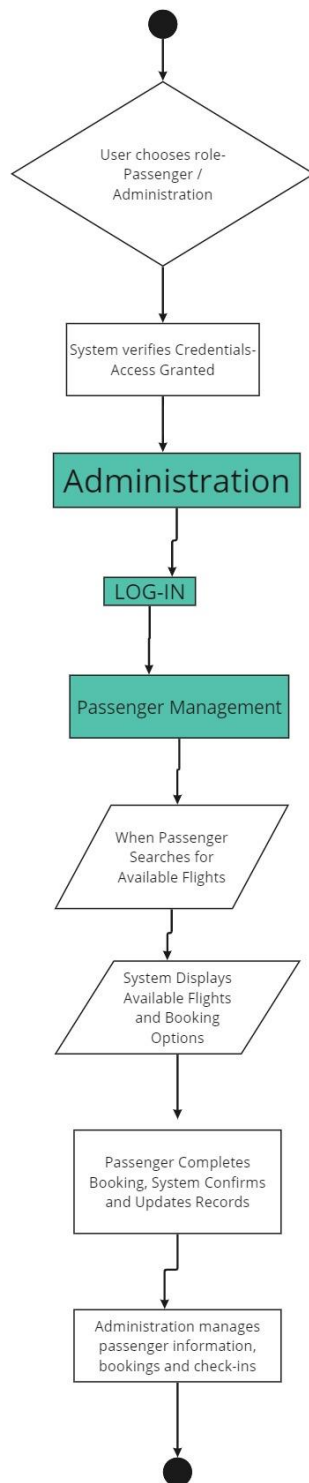 User chooses role-
Passenger /
Administration
System verifies Credentials-
Access Granted
Administration
LOG-IN
Passenger Management
When Passenger
Searches for
Available Flights
System Displays
Available Flights
and Booking
Options
Passenger Completes
Booking, System Confirms
and Updates Records
Administration manages
passenger information,
bookings and check-ins